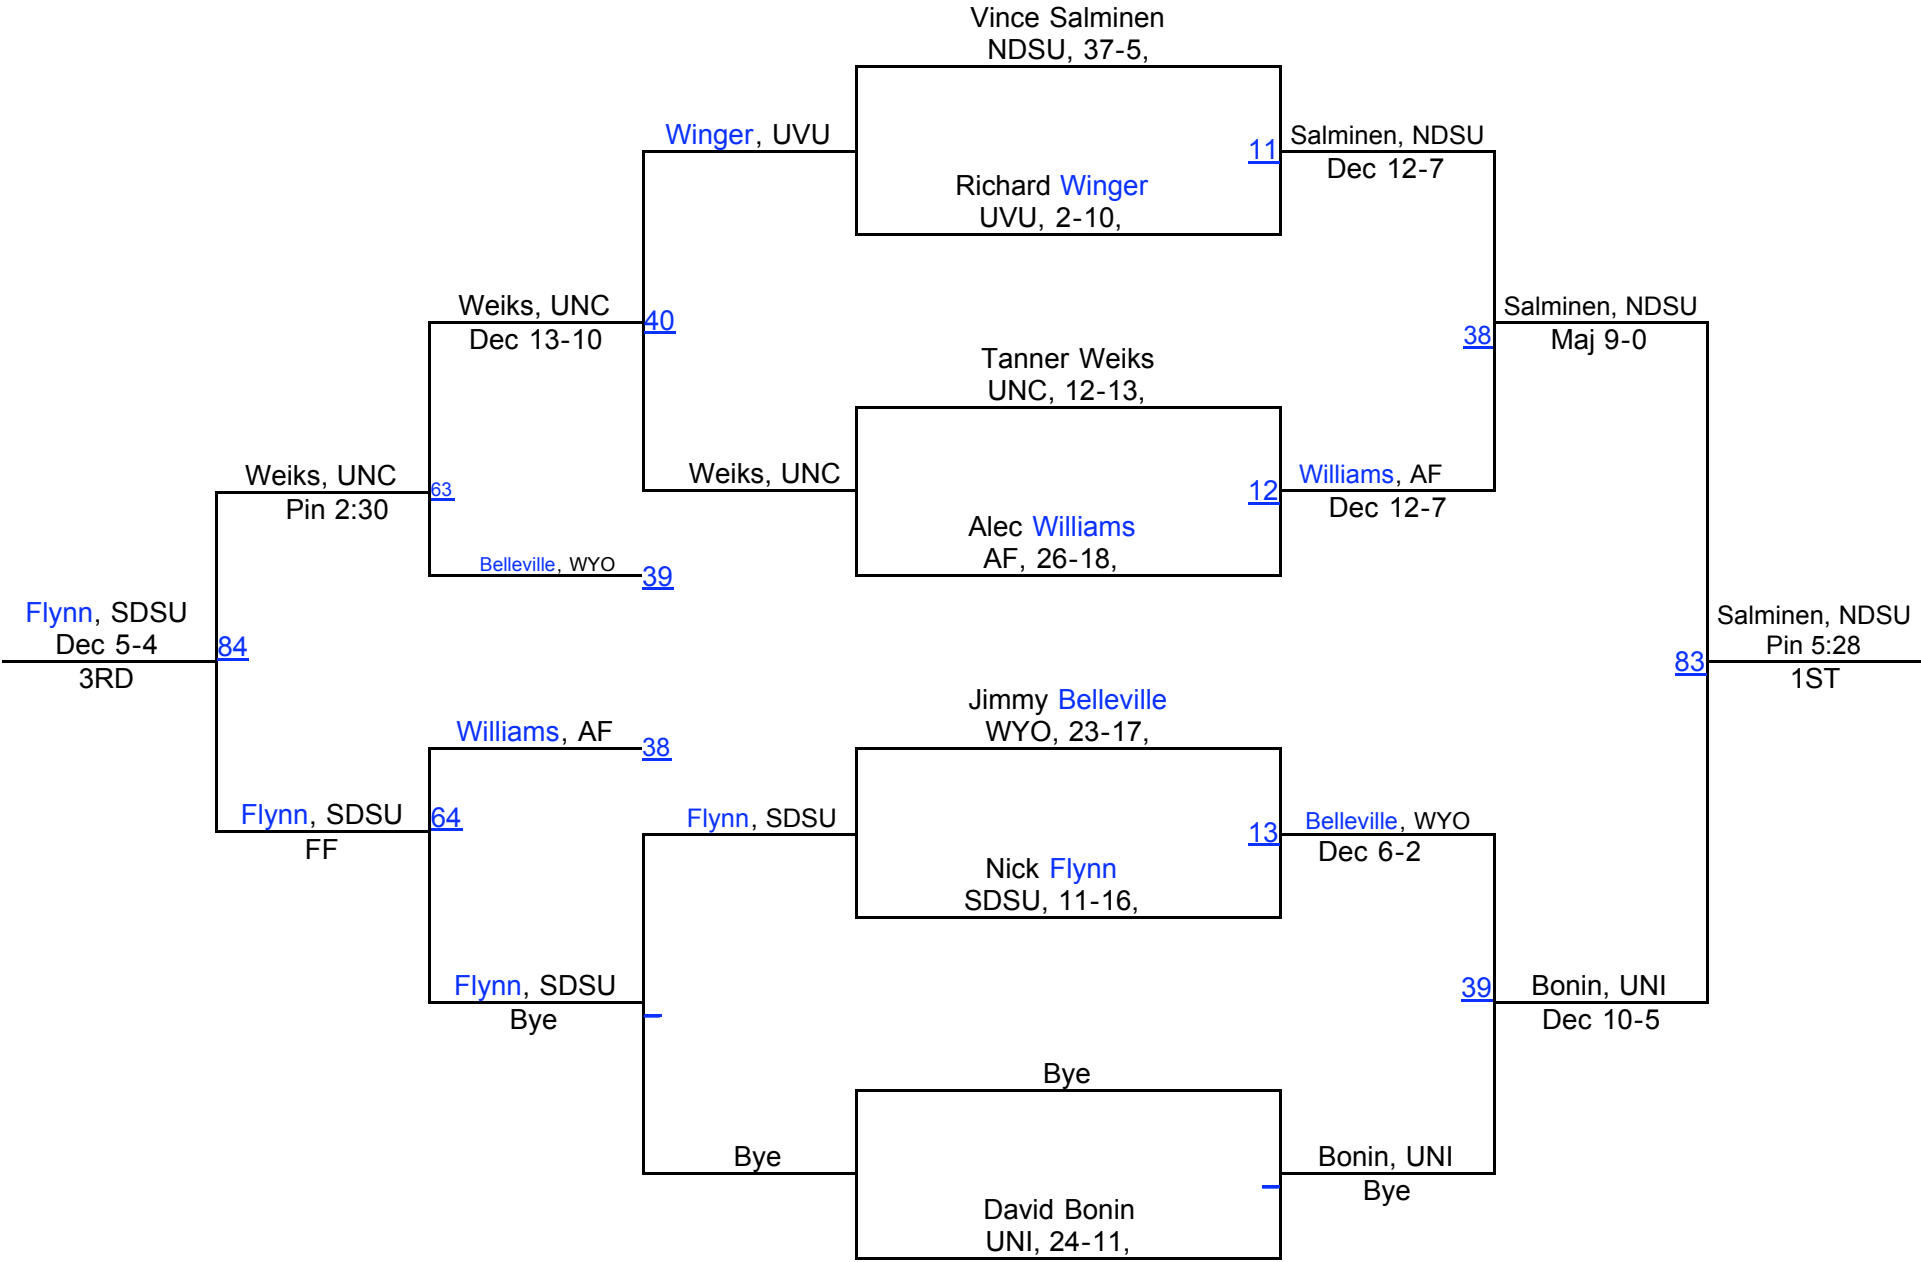 Vince Salminen
NDSU, 37-5,
Winger, UVU
11
Salminen, NDSU
Dec 12-7
Richard Winger
UVU, 2-10,
Weiks, UNC
Dec 13-10
40
Salminen, NDSU
Maj 9-0
38
Tanner Weiks
UNC, 12-13,
Weiks, UNC
Pin 2:30
63
Weiks, UNC
12
Williams, AF
Dec 12-7
Alec Williams
AF, 26-18,
Belleville, WYO
39
Flynn, SDSU
Dec 5-4
3RD
84
Salminen, NDSU
Pin 5:28
1ST
83
Jimmy Belleville
WYO, 23-17,
Williams, AF
38
Flynn, SDSU
FF
64
Flynn, SDSU
13
Belleville, WYO
Dec 6-2
Nick Flynn
SDSU, 11-16,
Flynn, SDSU
Bye
39
Bonin, UNI
Dec 10-5
Bye
Bye
Bonin, UNI
Bye
David Bonin
UNI, 24-11,